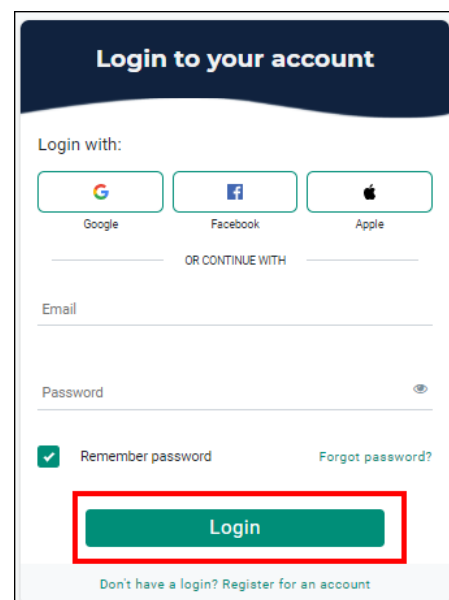 Login to your account
Login with:
Google Facebook Apple
OR CONTINUE WITH
Email
Password
Remember password Forgot password?
Login
Don't have a login? Register for an account